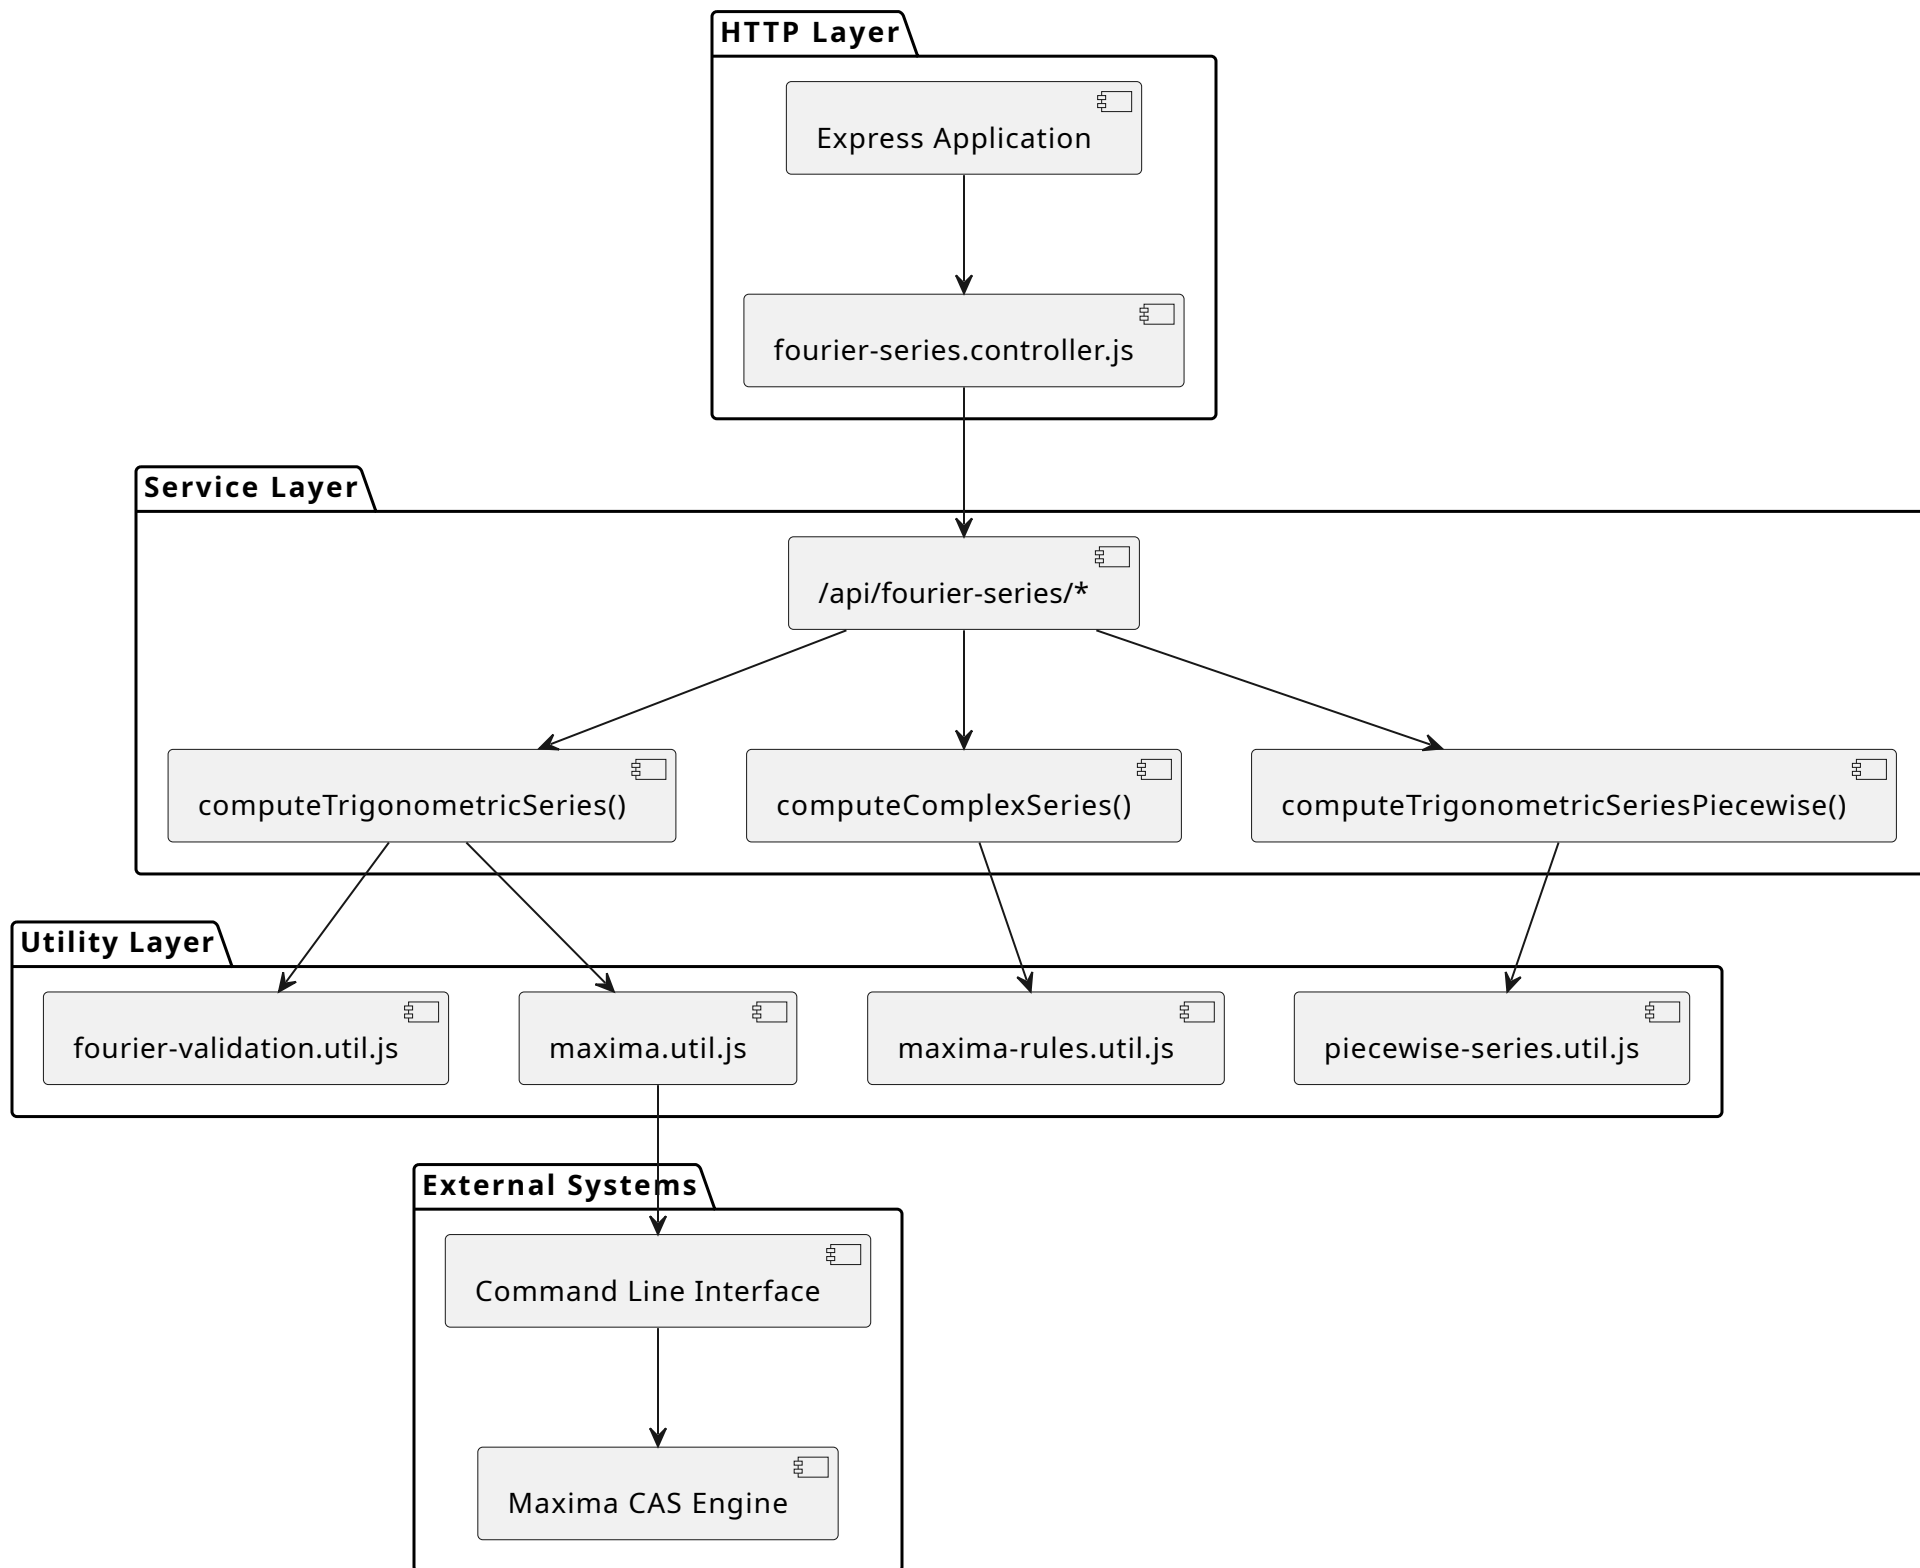 HTTP Layer
Express Application
fourier-series.controller.js
Service Layer
/api/fourier-series/*
computeTrigonometricSeries()
computeComplexSeries()
computeTrigonometricSeriesPiecewise()
Utility Layer
fourier-validation.util.js
maxima.util.js
maxima-rules.util.js
piecewise-series.util.js
External Systems
Command Line Interface
Maxima CAS Engine